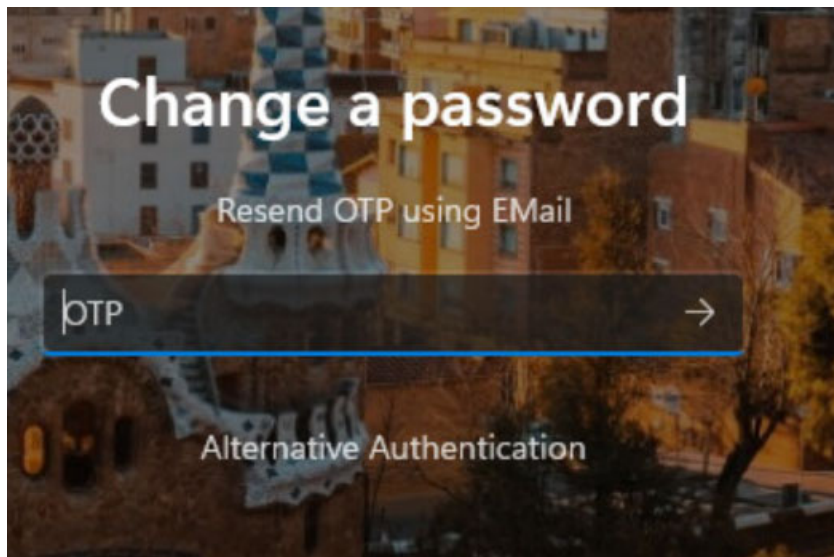 Change a password
Resend OTP using EMail
OTP
Alternative Authentication